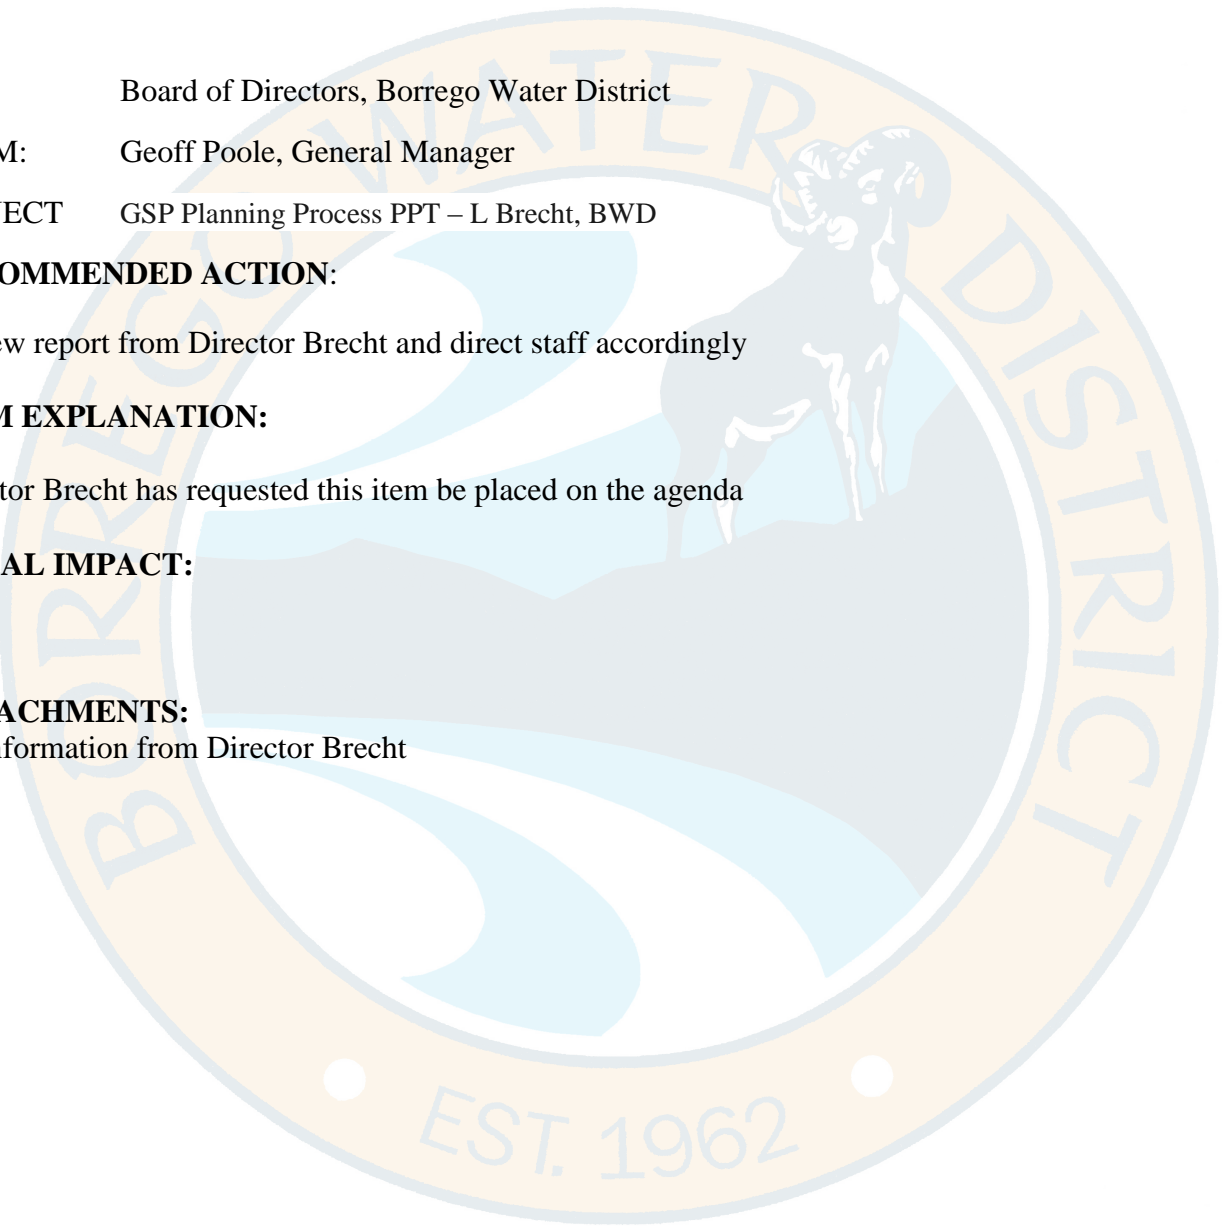 Board of Directors, Borrego Water District
M: Geoff Poole, General Manager
JECT GSP Planning Process PPT – L Brecht, BWD
OMMENDED ACTION:
ew report from Director Brecht and direct staff accordingly
M EXPLANATION:
tor Brecht has requested this item be placed on the agenda
AL IMPACT:
ACHMENTS:
formation from Director Brecht
BORREGO WATER DISTRICT
EST. 1962